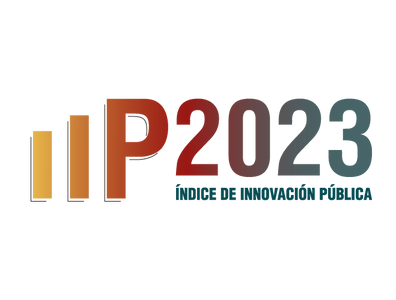 IIP2023
ÍNDICE DE INNOVACIÓN PÚBLICA